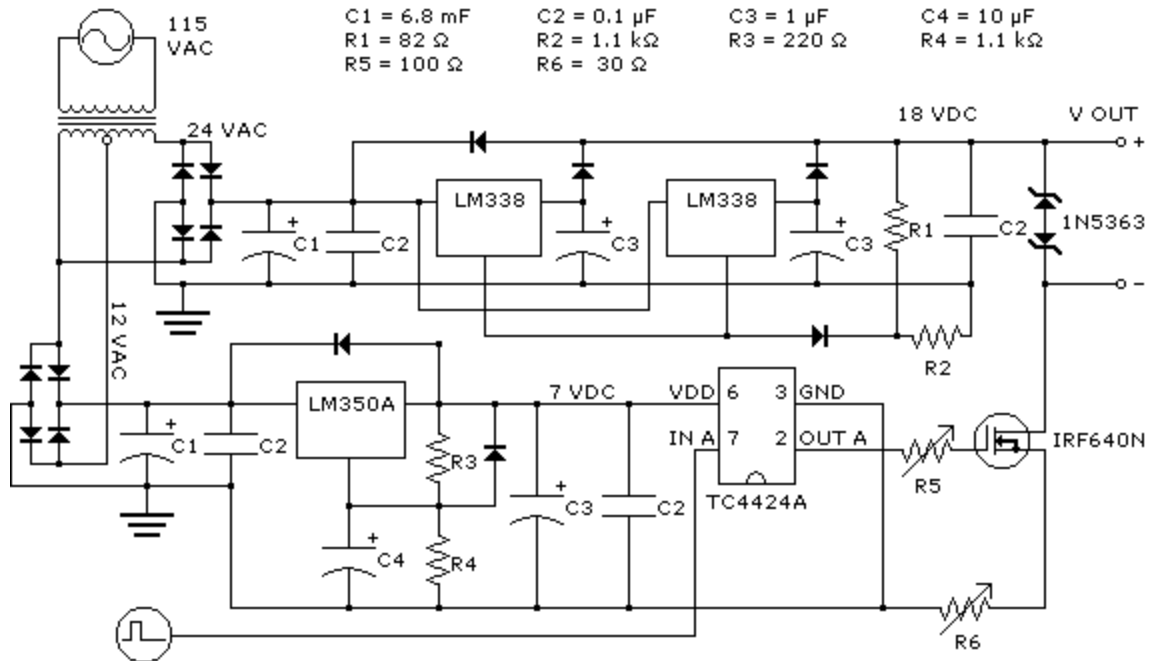 115
VAC
C1 = 6.8 mF
C2 = 0.1 µF
C3 = 1 µF
C4 = 10 µF
R1 = 82 Ω
R2 = 1.1 kΩ
R3 = 220 Ω
R4 = 1.1 kΩ
R5 = 100 Ω
R6 = 30 Ω
24 VAC
18 VDC
V OUT
+
LM338
LM338
1N5363
+
C1
C2
+
C3
+
C3
R1
C2
−
12 VAC
R2
LM350A
7 VDC
VDD
6
3
GND
IN A
7
2
OUT A
IRF640N
+
C1
C2
R3
+
C3
C2
TC4424A
R5
+
C4
R4
R6